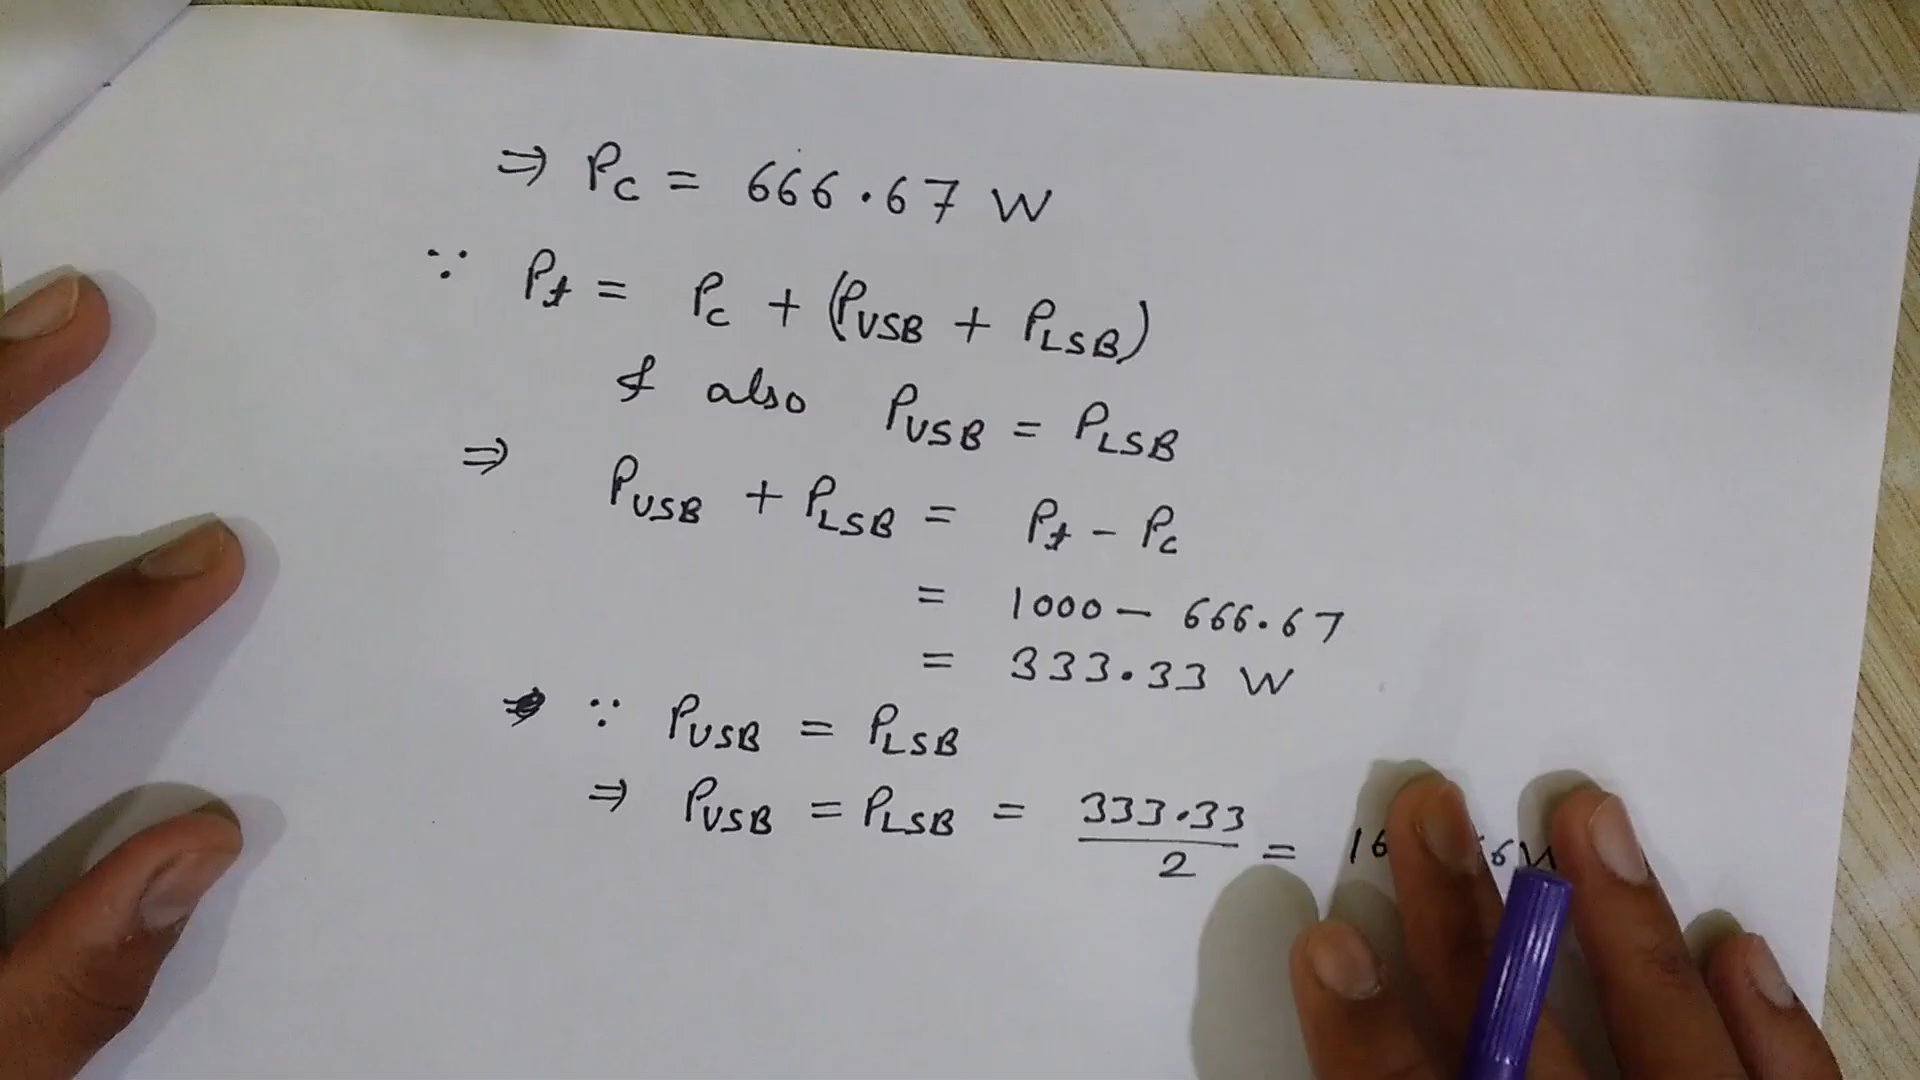 ⇒ Pc = 666.67 W
∵ Pt = Pc + (PUSB + PLSB)
& also PUSB = PLSB
⇒ PUSB + PLSB = Pt - Pc
= 1000 - 666.67
= 333.33 W
∵ PUSB = PLSB
⇒ PUSB = PLSB = 333.33/2 =